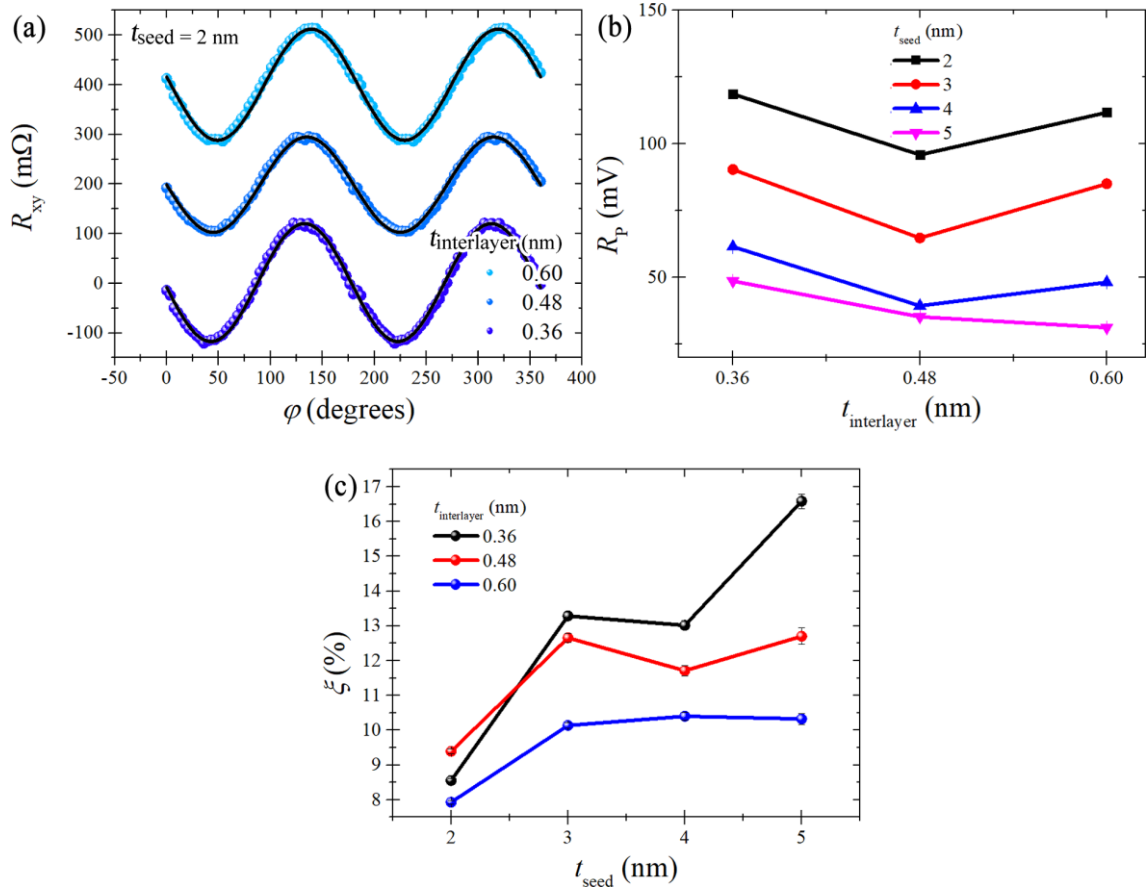 (a)
t_seed = 2 nm
R_xy (mΩ)
500
400
300
200
100
0
-100
t_interlayer (nm)
0.60
0.48
0.36
-50 0 50 100 150 200 250 300 350 400
φ (degrees)
(b)
t_seed (nm)
2
3
4
5
R_P (mV)
150
100
50
0.36 0.48 0.60
t_interlayer (nm)
(c)
t_interlayer (nm)
0.36
0.48
0.60
ξ (%)
17
16
15
14
13
12
11
10
9
8
2 3 4 5
t_seed (nm)